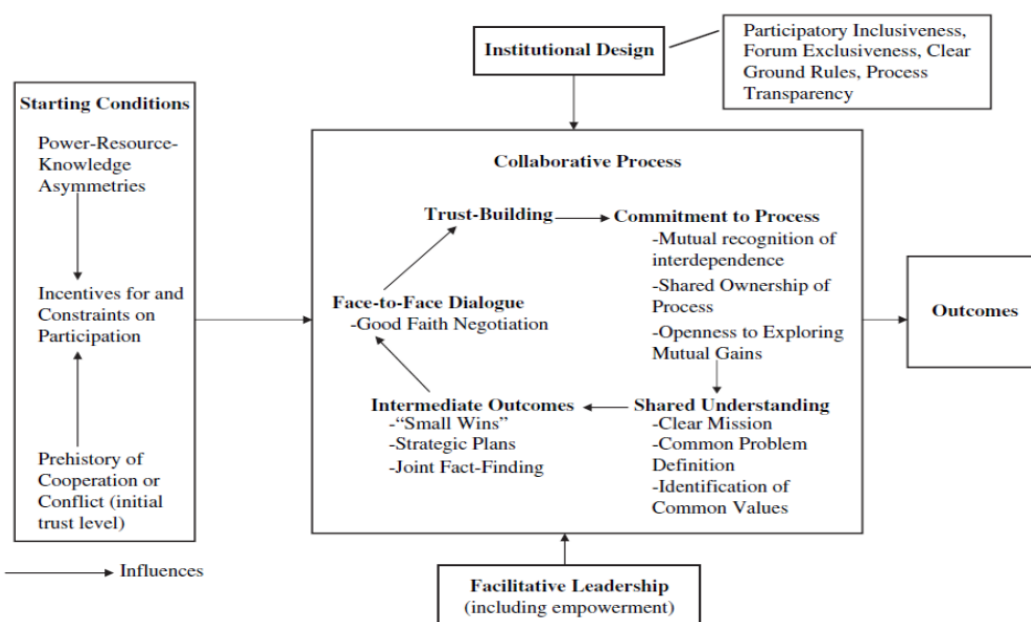 Institutional Design
Participatory Inclusiveness,
Forum Exclusiveness, Clear
Ground Rules, Process
Transparency
Starting Conditions
Power-Resource-
Knowledge
Asymmetries
Incentives for and
Constraints on
Participation
Prehistory of
Cooperation or
Conflict (initial
trust level)
Influences
Collaborative Process
Trust-Building
Commitment to Process
-Mutual recognition of
interdependence
-Shared Ownership of
Process
-Openness to Exploring
Mutual Gains
Face-to-Face Dialogue
-Good Faith Negotiation
Intermediate Outcomes
-“Small Wins”
-Strategic Plans
-Joint Fact-Finding
Shared Understanding
-Clear Mission
-Common Problem
Definition
-Identification of
Common Values
Outcomes
Facilitative Leadership
(including empowerment)